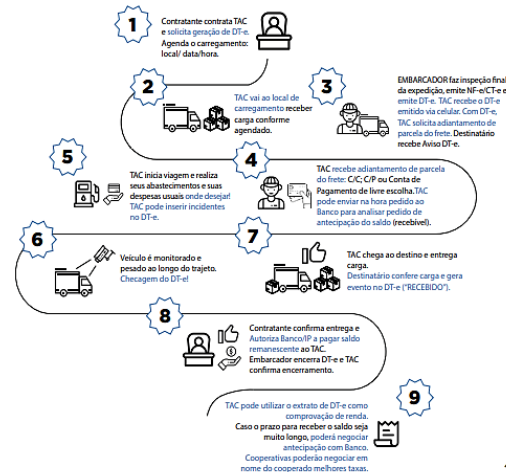 1
Contratante contrata TAC
e solicita geração de DT-e.
Agenda o carregamento:
local/ data/hora.
2
TAC vai ao local de
carregamento receber
carga conforme
agendado.
3
EMBARCADOR faz inspeção final
da expedição, emite NF-e/CT-e e
emite DT-e. TAC recebe o DT-e
emitido via celular. Com DT-e,
TAC solicita adiantamento de
parcela do frete. Destinatário
recebe Aviso DT-e.
4
TAC recebe adiantamento de parcela
do frete: C/C; C/P ou Conta de
Pagamento de livre escolha.TAC
pode enviar na hora pedido ao
Banco para analisar pedido de
antecipação do saldo (recebível).
5
TAC inicia viagem e realiza
seus abastecimentos e suas
despesas usuais onde desejar!
TAC pode inserir incidentes
no DT-e.
6
Veículo é monitorado e
pesado ao longo do trajeto.
Checagem do DT-e!
7
TAC chega ao destino e entrega
carga.
Destinatário confere carga e gera
evento no DT-e ("RECEBIDO").
8
Contratante confirma entrega e
Autoriza Banco/IP a pagar saldo
remanescente ao TAC.
Embarcador encerra DT-e e TAC
confirma encerramento.
9
TAC pode utilizar o extrato de DT-e como
comprovação de renda.
Caso o prazo para receber o saldo seja
muito longo, poderá negociar
antecipação com Banco.
Cooperativas poderão negociar em
nome do cooperado melhores taxas.